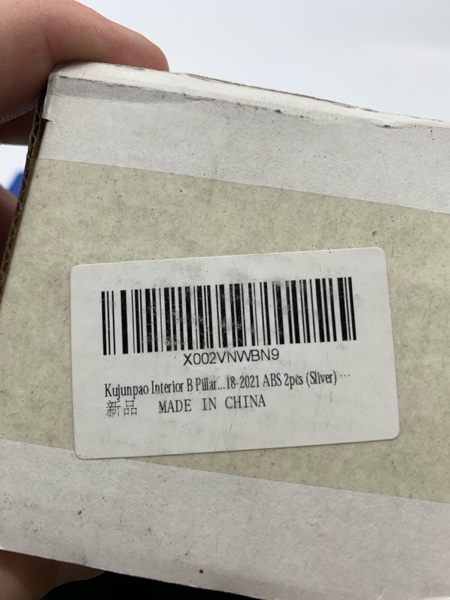 X002VNWBN9
Kujunpao Interior B Pillar...18-2021 ABS 2pcs (Sliver) ...
新品 MADE IN CHINA